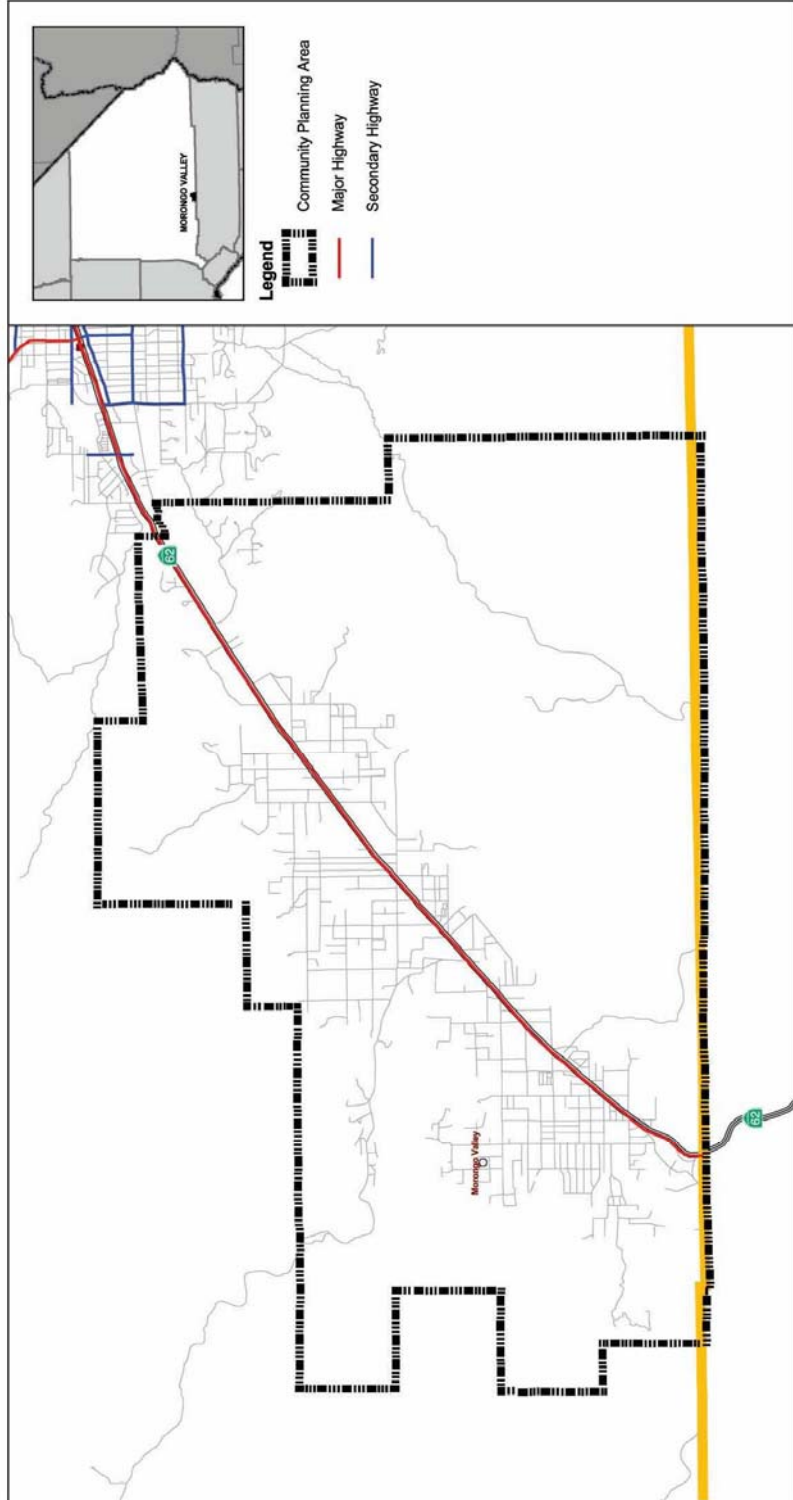 MORONGO VALLEY
Legend
Community Planning Area
Major Highway
Secondary Highway
62
Morongo Valley
62